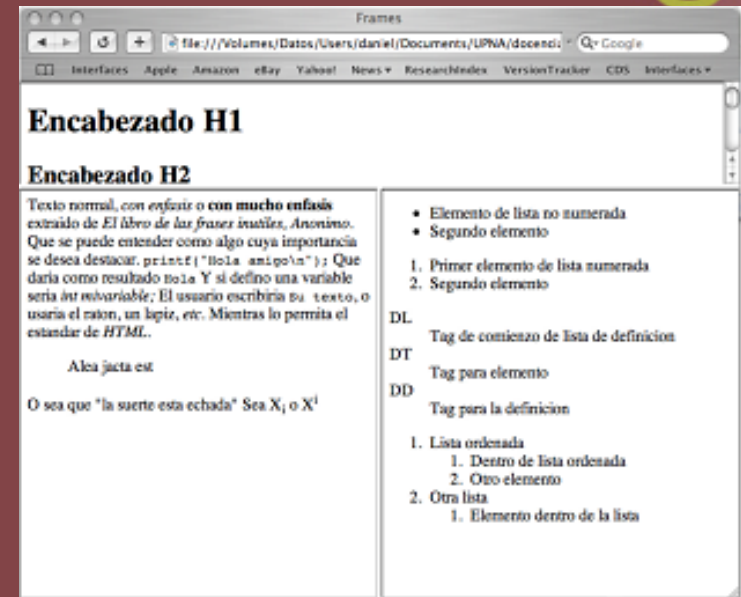 Frames
file:///Volumes/Datos/Users/daniel/Documents/UPNA/docencia
Google
Interfaces Apple Amazon eBay Yahoo! News ResearchIndex VersionTracker CDS Interfaces
Encabezado H1
Encabezado H2
Texto normal, con enfasis o con mucho enfasis
extraido de El libro de las frases inutiles, Anonimo.
Que se puede entender como algo cuya importancia
se desea destacar. printf("Hola amigo\n"); Que
daria como resultado Hola Y si defino una variable
seria int mivariable; El usuario escribiria Su texto, o
usaria el raton, un lapiz, etc. Mientras lo permita el
estandar de HTML.
Alea jacta est
O sea que "la suerte esta echada" Sea Xi o Xi
• Elemento de lista no numerada
• Segundo elemento
1. Primer elemento de lista numerada
2. Segundo elemento
DL
Tag de comienzo de lista de definicion
DT
Tag para elemento
DD
Tag para la definicion
1. Lista ordenada
1. Dentro de lista ordenada
2. Otro elemento
2. Otra lista
1. Elemento dentro de la lista